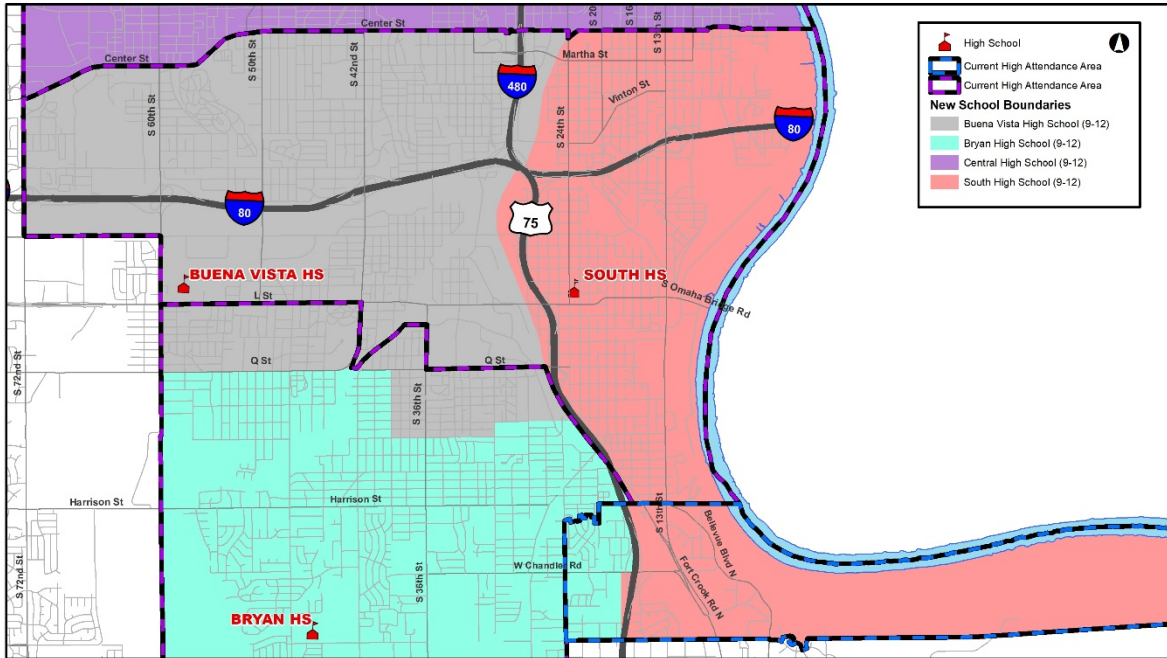 Center St
S 20
S 16
S 13th St
Center St
S 50th St
S 42nd St
Martha St
480
S 60th St
S 24th St
Vinton St
80
80
75
BUENA VISTA HS
SOUTH HS
L St
S Omaha Bridge Rd
S 72nd St
Q St
Q St
S 36th St
Harrison St
Harrison St
S 13th St
Bellevue Blvd N
S 72nd St
S 36th St
W Chandler Rd
Fort Crook Rd N
BRYAN HS
High School
Current High Attendance Area
Current High Attendance Area
New School Boundaries
Buena Vista High School (9-12)
Bryan High School (9-12)
Central High School (9-12)
South High School (9-12)